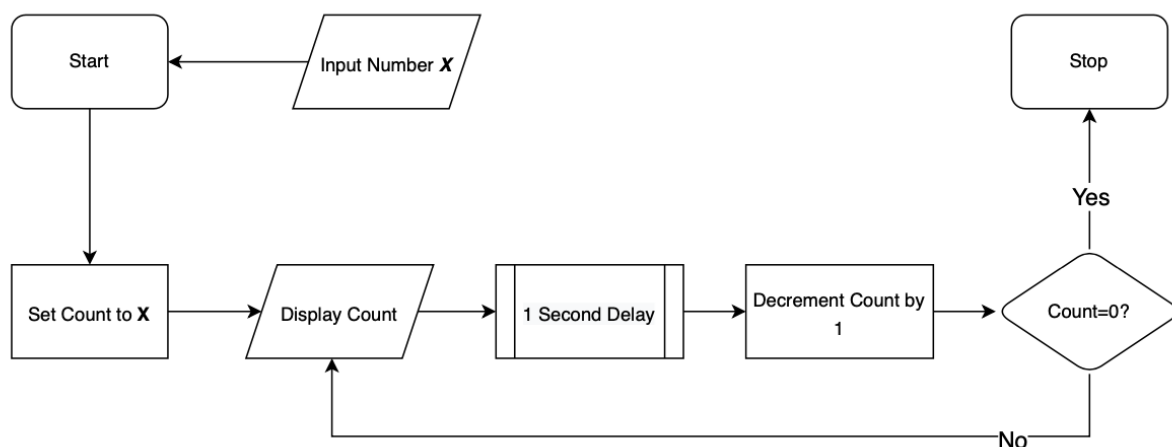 Start
Input Number X
Stop
Yes
Set Count to X
Display Count
1 Second Delay
Decrement Count by
1
Count=0?
No